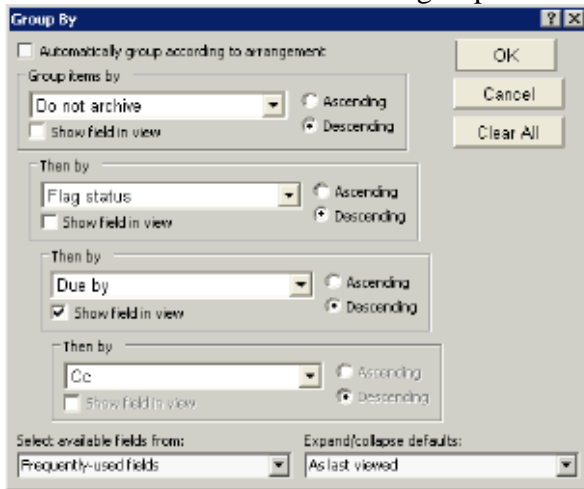 Group By
Automatically group according to arrangement
OK
Group items by
Do not archive
Ascending
Cancel
Show field in view
Descending
Clear All
Then by
Flag status
Ascending
Show field in view
Descending
Then by
Due by
Ascending
Show field in view
Descending
Then by
Cc
Ascending
Show field in view
Descending
Select available fields from: Expand/collapse defaults:
Frequently-used fields As last viewed